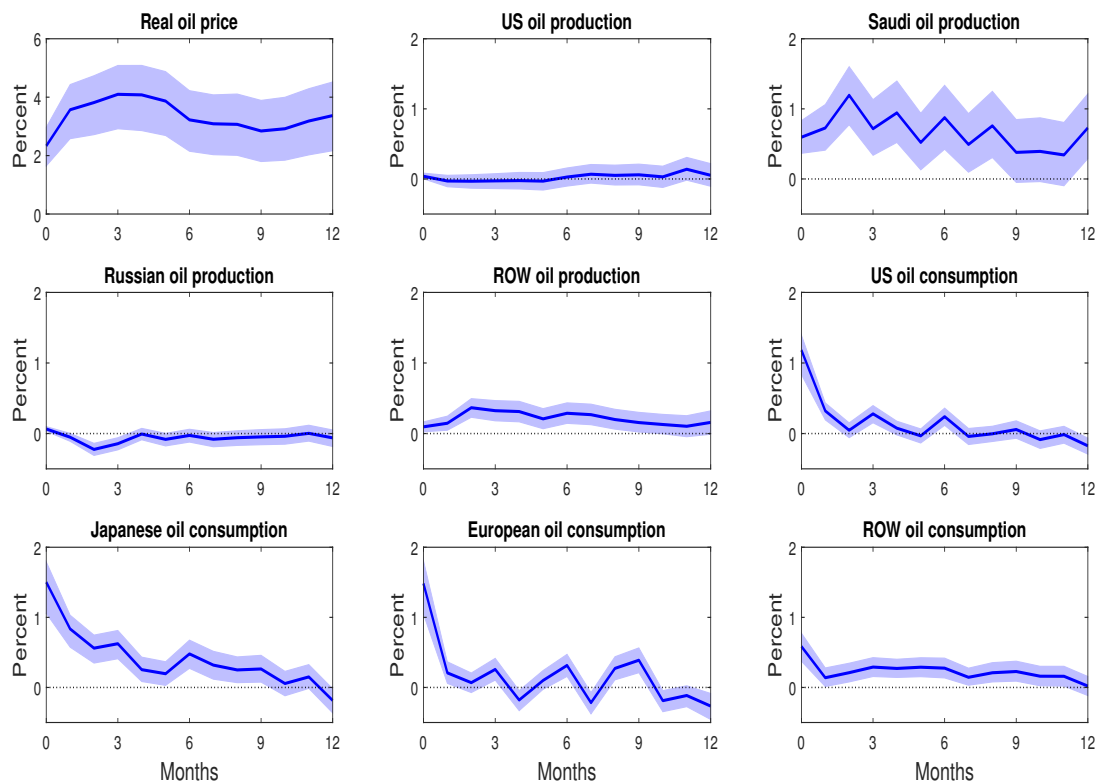 Real oil price
US oil production
Saudi oil production
Percent
6
4
2
0
0 3 6 9 12
Percent
2
1
0
0 3 6 9 12
Percent
2
1
0
0 3 6 9 12
Russian oil production
ROW oil production
US oil consumption
Percent
2
1
0
0 3 6 9 12
Percent
2
1
0
0 3 6 9 12
Percent
2
1
0
0 3 6 9 12
Japanese oil consumption
European oil consumption
ROW oil consumption
Percent
2
1
0
0 3 6 9 12
Months
Percent
2
1
0
0 3 6 9 12
Months
Percent
2
1
0
0 3 6 9 12
Months